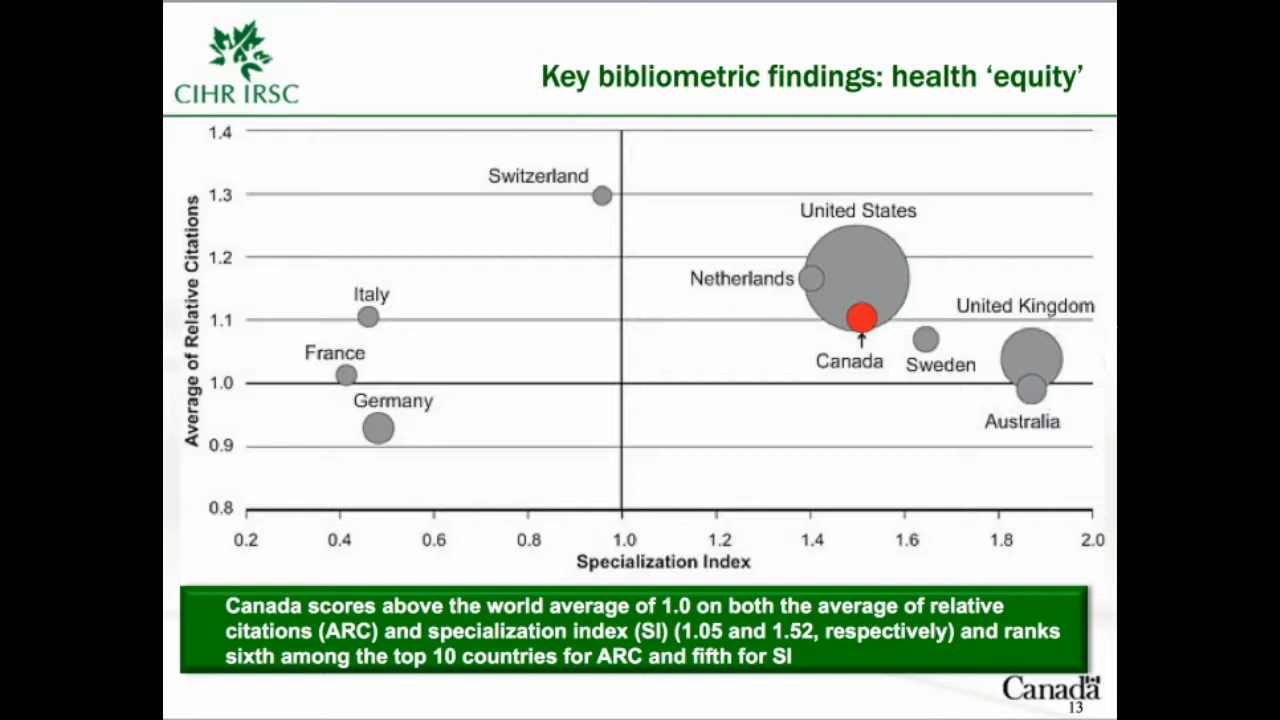 CIHR IRSC
Key bibliometric findings: health ‘equity’
Average of Relative Citations
1.4
1.3
1.2
1.1
1.0
0.9
0.8
Switzerland
United States
Netherlands
Italy
United Kingdom
France
Canada
Sweden
Germany
Australia
0.2 0.4 0.6 0.8 1.0 1.2 1.4 1.6 1.8 2.0
Specialization Index
Canada scores above the world average of 1.0 on both the average of relative
citations (ARC) and specialization index (SI) (1.05 and 1.52, respectively) and ranks
sixth among the top 10 countries for ARC and fifth for SI
Canada
13